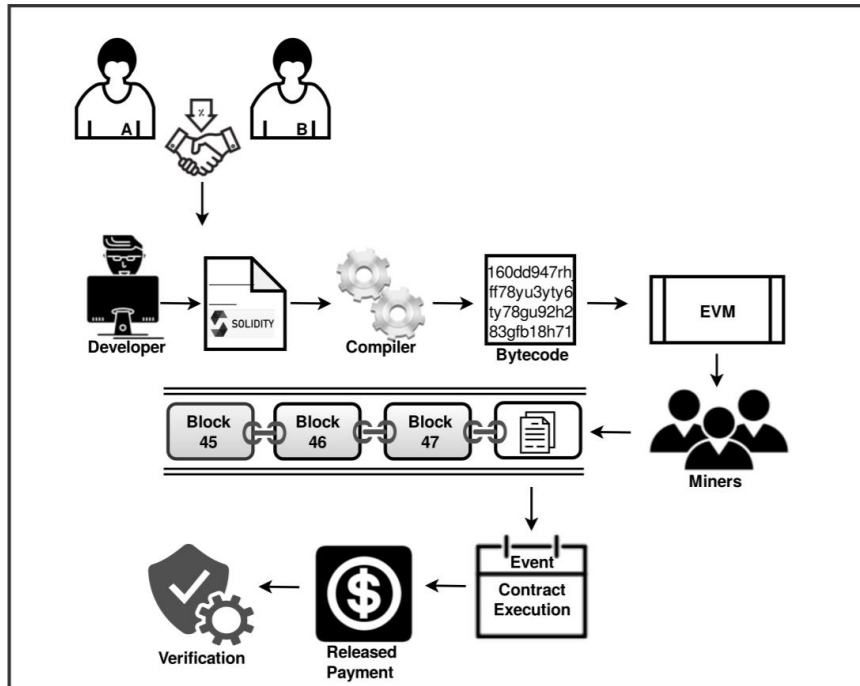 A
B
%
160dd947rh
ff78yu3yty6
ty78gu92h2
83gfb18h71
SOLIDITY
EVM
Developer
Compiler
Bytecode
Block
45
Block
46
Block
47
Miners
Event
Contract
Execution
$
Verification
Released
Payment